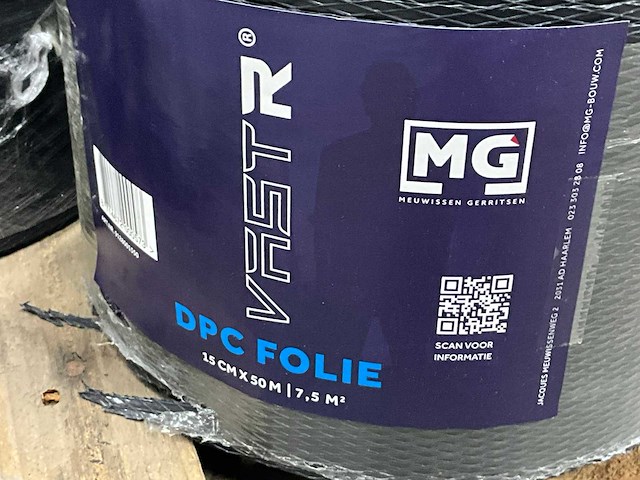 VASTR®
MG
MEUWISSEN GERRITSEN
DPC FOLIE
15 CM X 50 M | 7,5 M²
SCAN VOOR
INFORMATIE
JACQUES MEUWISSENWEG 2 2031 AD HAARLEM 023 303 28 08 INFO@MG-BOUW.COM